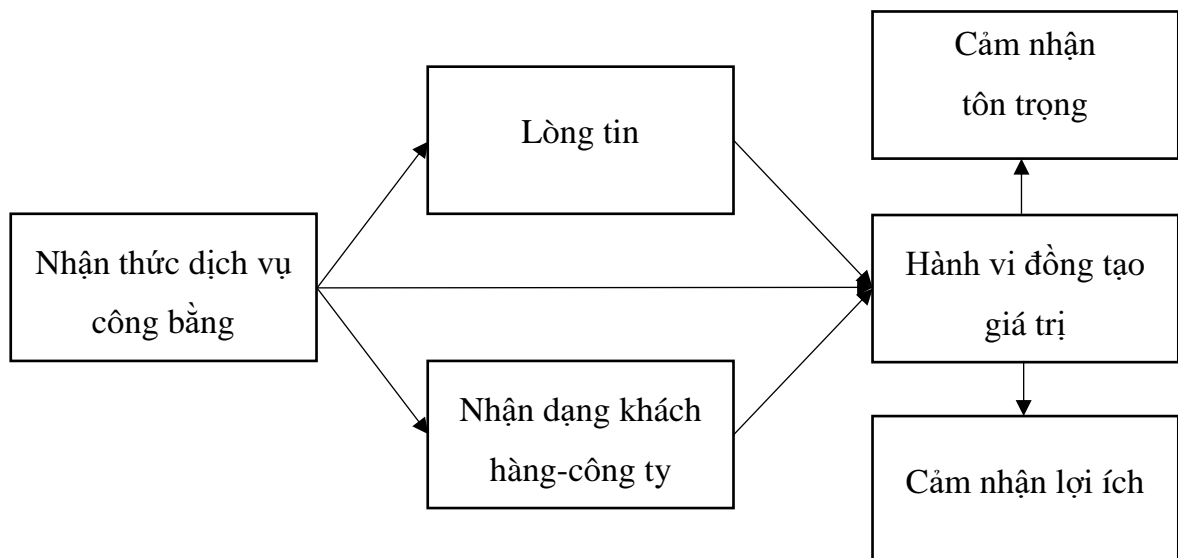 Cảm nhận
tôn trọng
Lòng tin
Nhận thức dịch vụ
công bằng
Hành vi đồng tạo
giá trị
Nhận dạng khách
hàng-công ty
Cảm nhận lợi ích